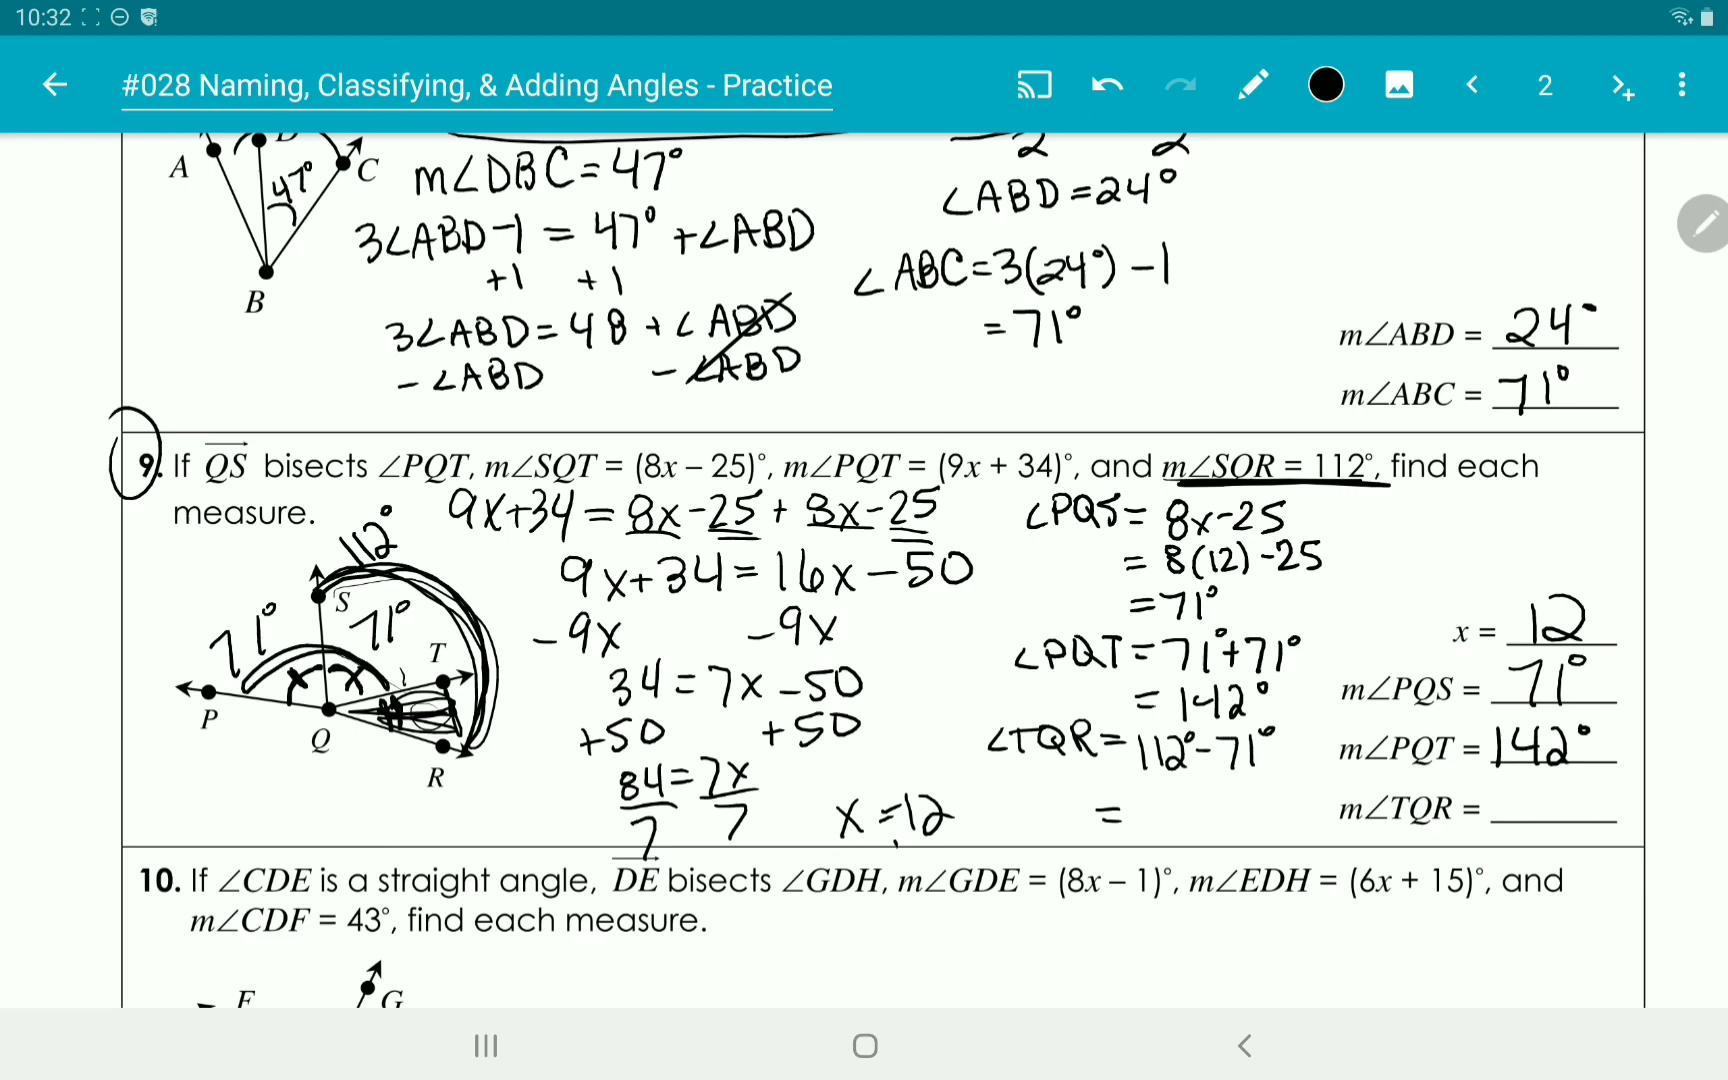 10:32
#028 Naming, Classifying, & Adding Angles - Practice
2
A
D
C
47°
B
m∠DBC = 47°
3∠ABD-1 = 47° +∠ABD
+1 +1
3∠ABD = 48 + ∠ABD
- ∠ABD - ∠ABD
2 2
∠ABD = 24°
∠ABC = 3(24°) - 1
= 71°
m∠ABD = 24°
m∠ABC = 71°
9. If QS bisects ∠PQT, m∠SQT = (8x – 25)°, m∠PQT = (9x + 34)°, and m∠SQR = 112°, find each
measure.
112°
71°
S
71°
T
P
Q
R
9x+34 = 8x-25 + 8x-25
9x+34 = 16x-50
-9x -9x
34 = 7x -50
+50 +50
84 = 7x
7 7
x = 12
∠PQS = 8x-25
= 8(12)-25
= 71°
∠PQT = 71°+71°
= 142°
∠TQR = 112°-71°
=
x = 12
m∠PQS = 71°
m∠PQT = 142°
m∠TQR =
10. If ∠CDE is a straight angle, DE bisects ∠GDH, m∠GDE = (8x – 1)°, m∠EDH = (6x + 15)°, and
m∠CDF = 43°, find each measure.
F
G